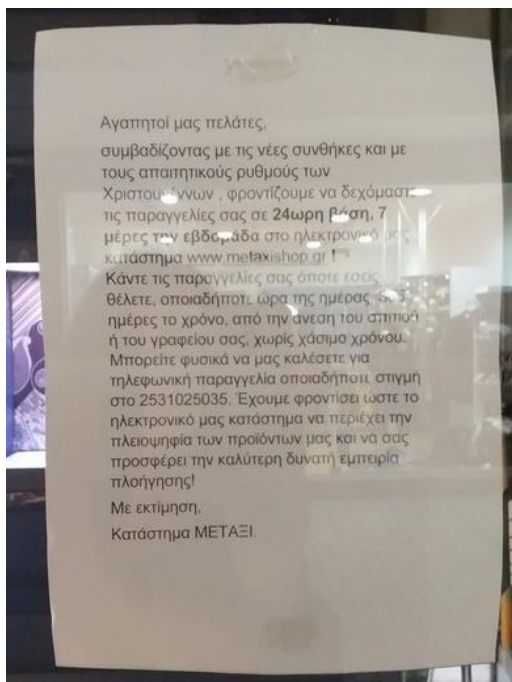 Αγαπητοί μας πελάτες,
συμβαδίζοντας με τις νέες συνθήκες και με
τους απαιτητικούς ρυθμούς των
Χριστουγέννων , φροντίζουμε να δεχόμαστε
τις παραγγελίες σας σε 24ωρη βάση, 7
μέρες την εβδομάδα στο ηλεκτρονικό μας
κατάστημα www.metaxishop.gr !
Κάντε τις παραγγελίες σας όποτε εσείς
θέλετε, οποιαδήποτε ώρα της ημέρας
ημέρες το χρόνο, από την άνεση του σπιτιού
ή του γραφείου σας, χωρίς χάσιμο χρόνου.
Μπορείτε φυσικά να μας καλέσετε για
τηλεφωνική παραγγελία οποιαδήποτε στιγμή
στο 2531025035. Έχουμε φροντίσει ώστε το
ηλεκτρονικό μας κατάστημα να περιέχει την
πλειοψηφία των προϊόντων μας και να σας
προσφέρει την καλύτερη δυνατή εμπειρία
πλοήγησης!
Με εκτίμηση,
Κατάστημα ΜΕΤΑΞΙ.